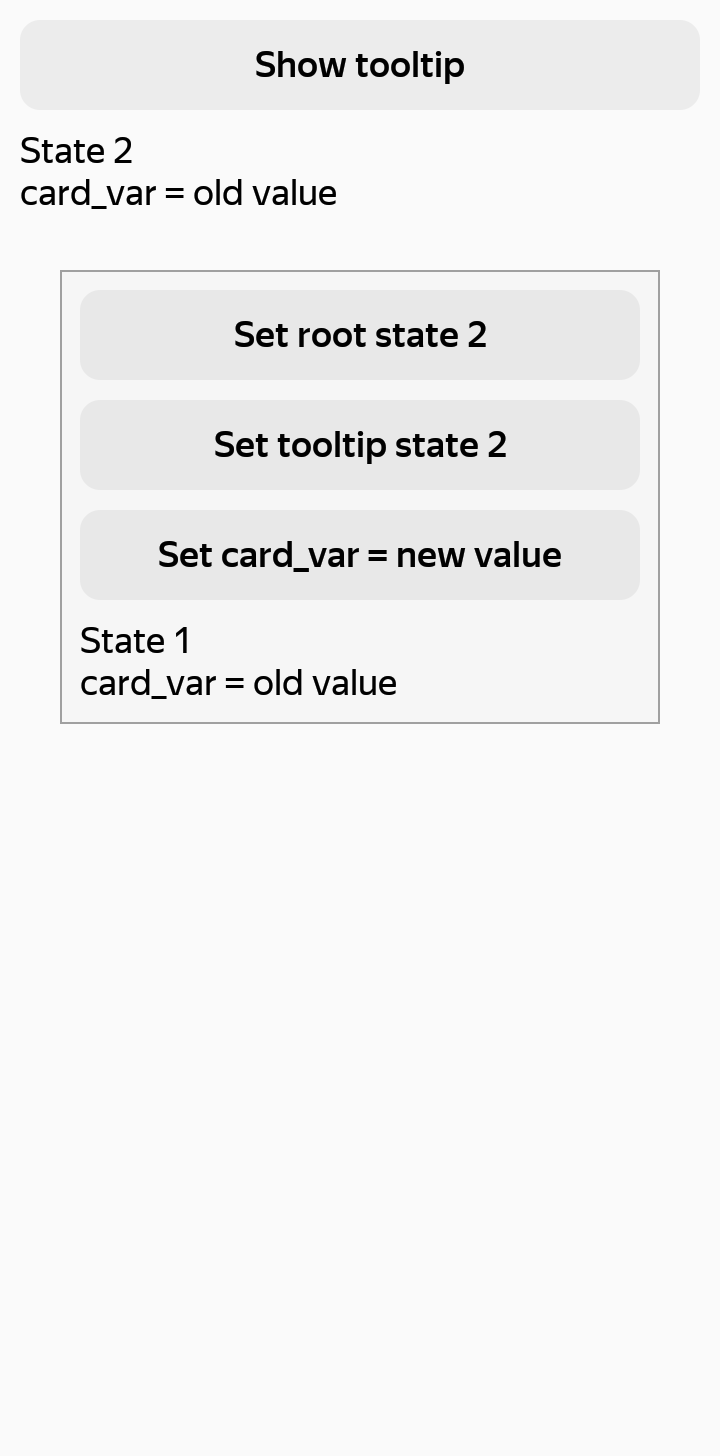 Show tooltip
State 2
card_var = old value
Set root state 2
Set tooltip state 2
Set card_var = new value
State 1
card_var = old value